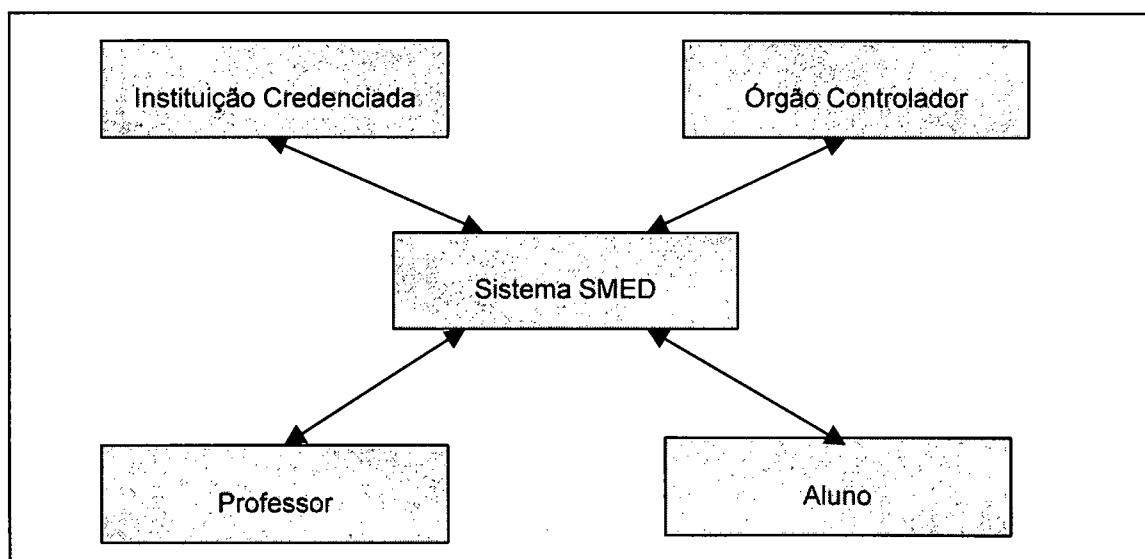 Instituição Credenciada
Órgão Controlador
Sistema SMED
Professor
Aluno